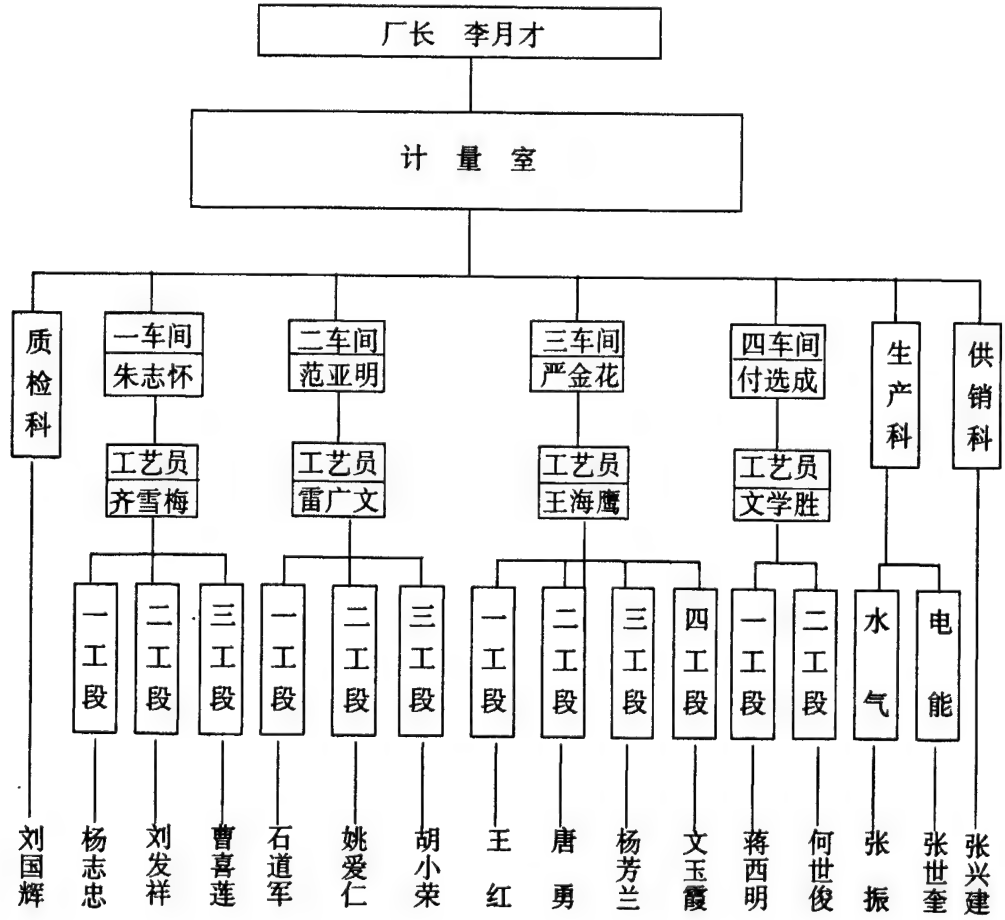 厂长 李月才
计量室
质检科
一车间
朱志怀
二车间
范亚明
三车间
严金花
四车间
付选成
生产科
供销科
工艺员
齐雪梅
工艺员
雷广文
工艺员
王海鹰
工艺员
文学胜
一工段
二工段
三工段
一工段
二工段
三工段
一工段
二工段
三工段
四工段
一工段
二工段
水气
电能
刘国辉
杨志忠
刘发祥
曹喜莲
石道军
姚爱仁
胡小荣
王红
唐勇
杨芳兰
文玉霞
蒋西明
何世俊
张振
张世奎
张兴建